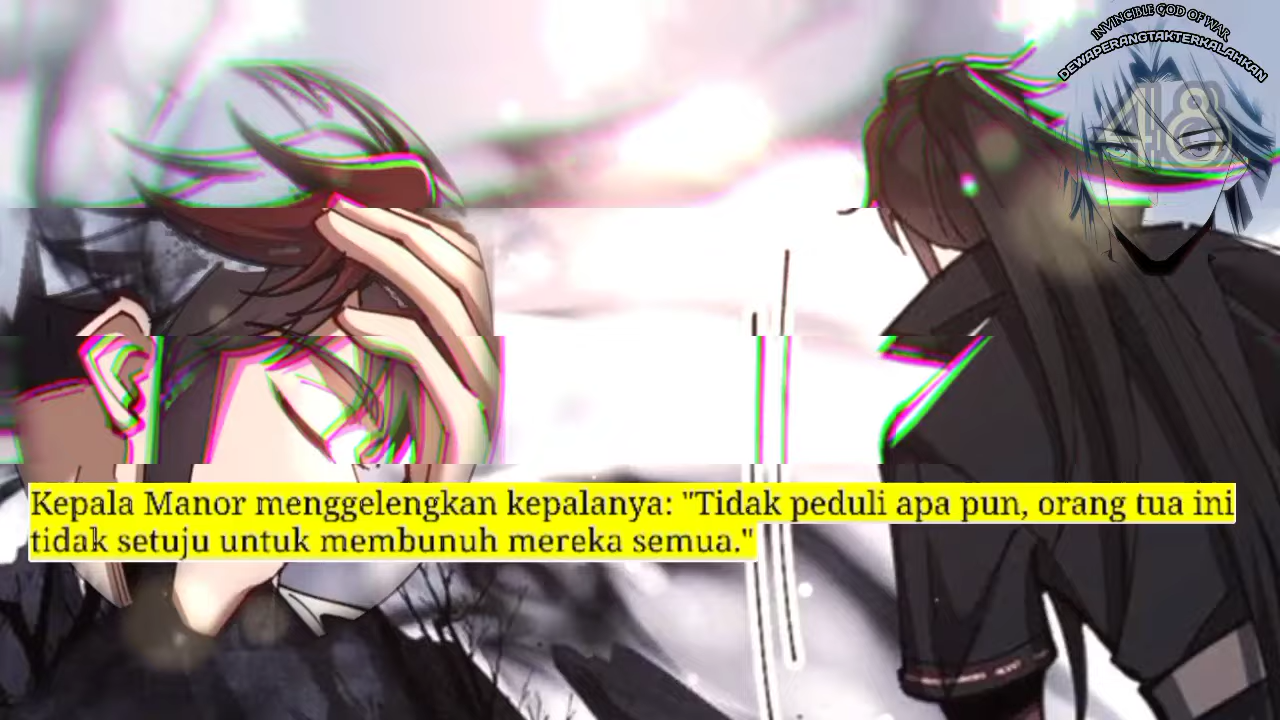 INVINCIBLE GOD OF WAR
DEWAPERANGTAKTERKALAHKAN
48
Kepala Manor menggelengkan kepalanya: "Tidak peduli apa pun, orang tua ini
tidak setuju untuk membunuh mereka semua."